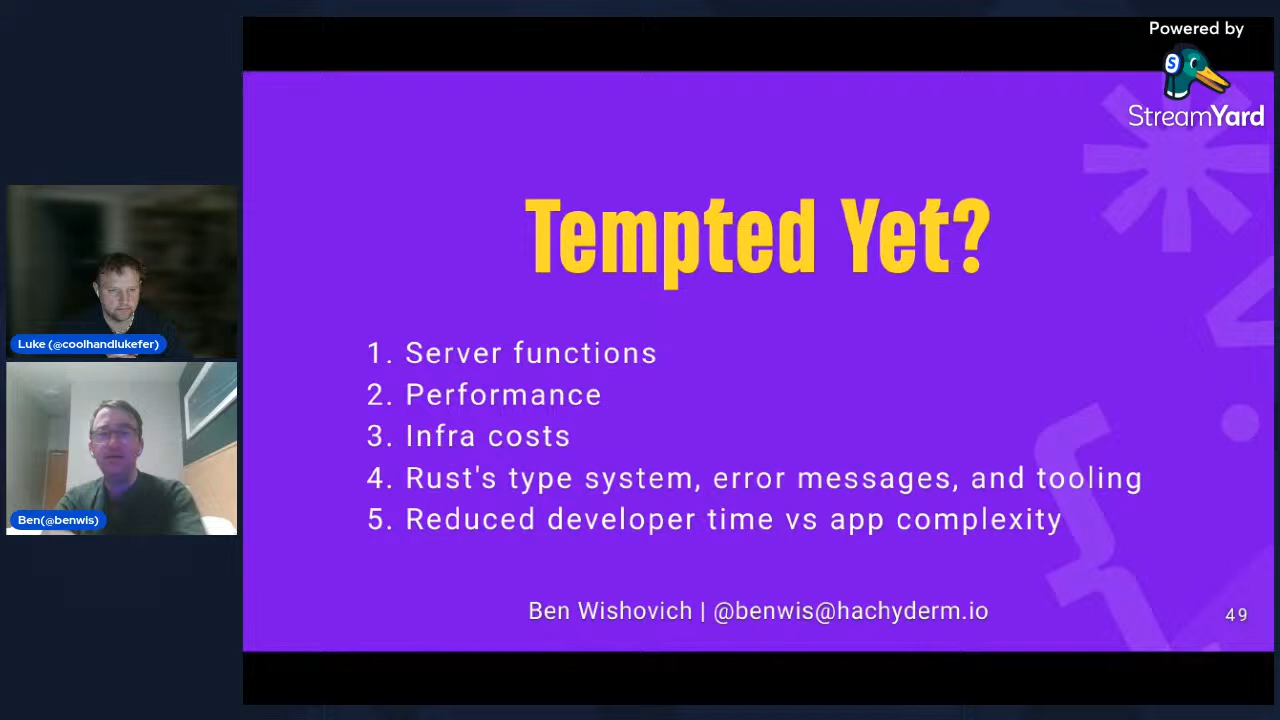 Powered by
StreamYard
Tempted Yet?
1. Server functions
2. Performance
3. Infra costs
4. Rust's type system, error messages, and tooling
5. Reduced developer time vs app complexity
Ben Wishovich | @benwis@hachyderm.io
49
Luke (@coolhandlukefer)
Ben(@benwis)